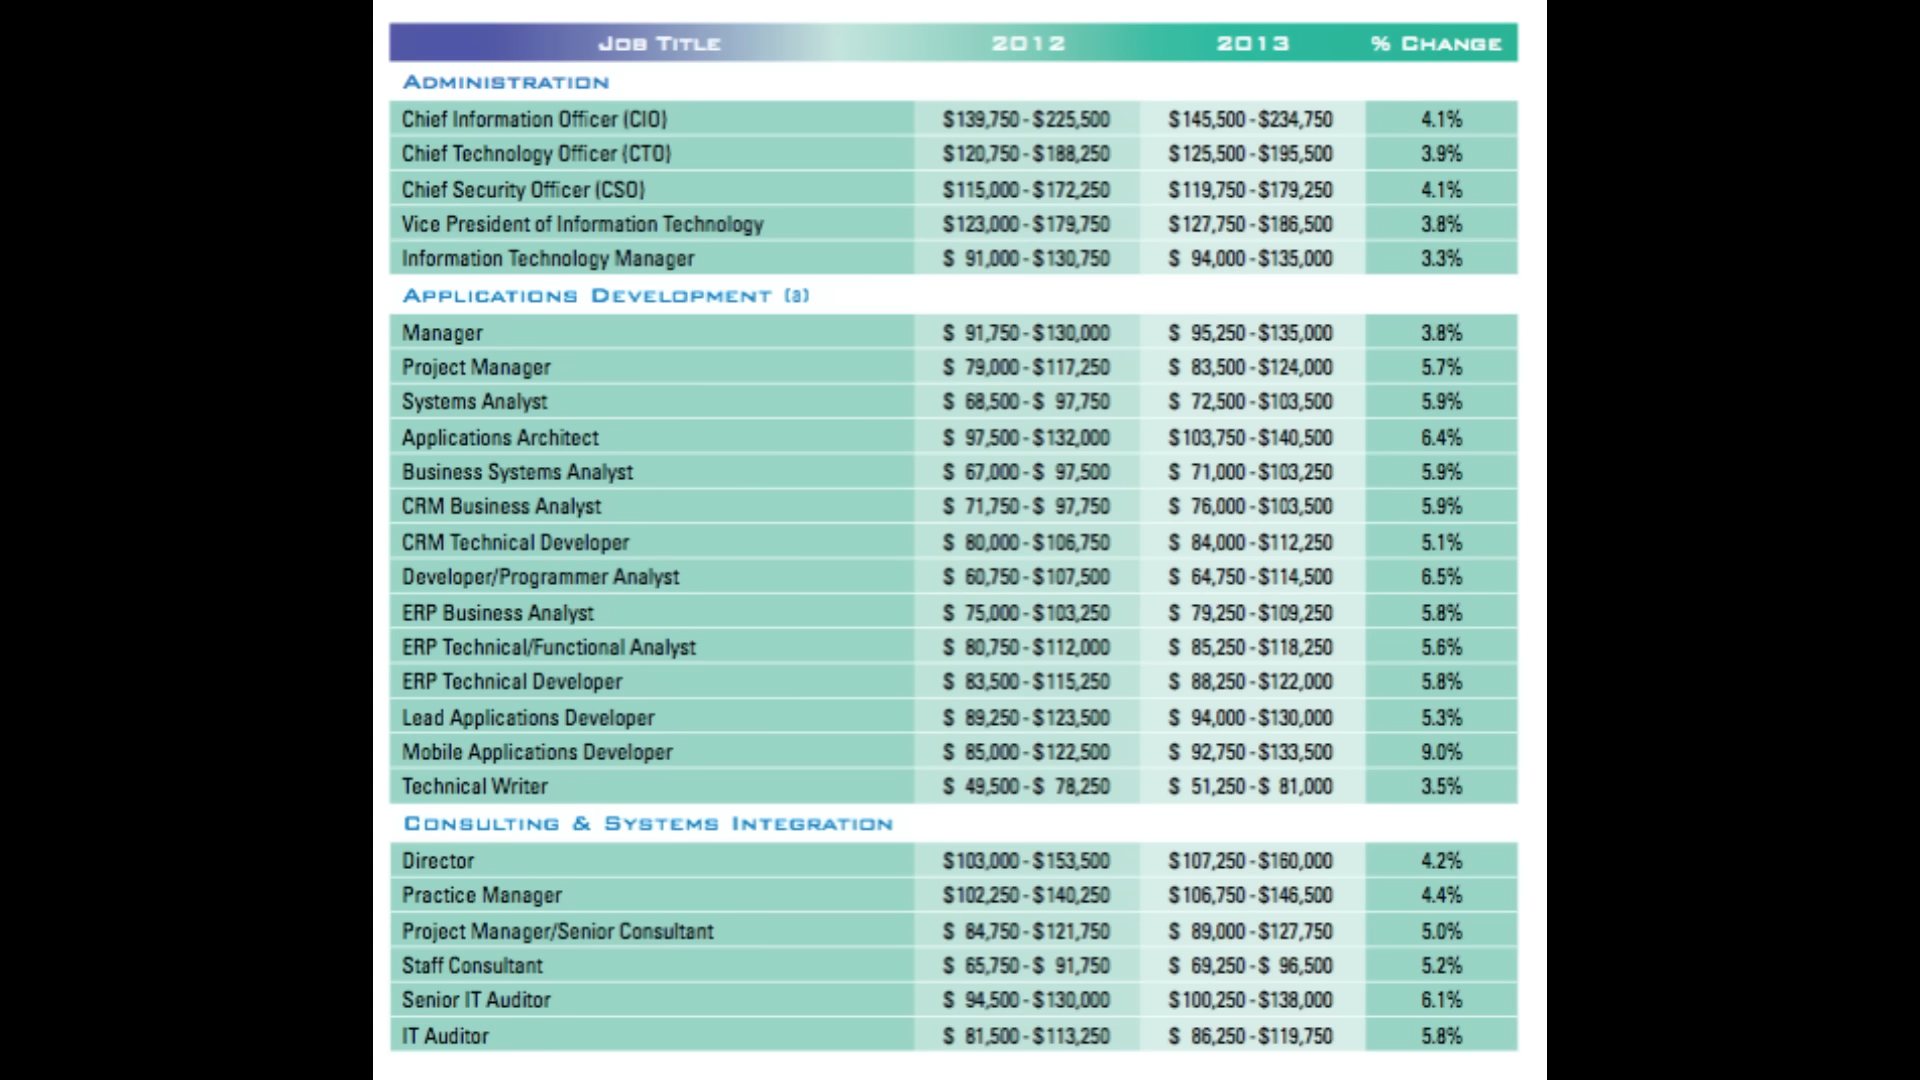 JOB TITLE 2012 2013 % CHANGE
ADMINISTRATION
Chief Information Officer (CIO) $139,750 - $225,500 $145,500 - $234,750 4.1%
Chief Technology Officer (CTO) $120,750 - $188,250 $125,500 - $195,500 3.9%
Chief Security Officer (CSO) $115,000 - $172,250 $119,750 - $179,250 4.1%
Vice President of Information Technology $123,000 - $179,750 $127,750 - $186,500 3.8%
Information Technology Manager $ 91,000 - $130,750 $ 94,000 - $135,000 3.3%
APPLICATIONS DEVELOPMENT (a)
Manager $ 91,750 - $130,000 $ 95,250 - $135,000 3.8%
Project Manager $ 79,000 - $117,250 $ 83,500 - $124,000 5.7%
Systems Analyst $ 68,500 - $ 97,750 $ 72,500 - $103,500 5.9%
Applications Architect $ 97,500 - $132,000 $103,750 - $140,500 6.4%
Business Systems Analyst $ 67,000 - $ 97,500 $ 71,000 - $103,250 5.9%
CRM Business Analyst $ 71,750 - $ 97,750 $ 76,000 - $103,500 5.9%
CRM Technical Developer $ 80,000 - $106,750 $ 84,000 - $112,250 5.1%
Developer/Programmer Analyst $ 60,750 - $107,500 $ 64,750 - $114,500 6.5%
ERP Business Analyst $ 75,000 - $103,250 $ 79,250 - $109,250 5.8%
ERP Technical/Functional Analyst $ 80,750 - $112,000 $ 85,250 - $118,250 5.6%
ERP Technical Developer $ 83,500 - $115,250 $ 88,250 - $122,000 5.8%
Lead Applications Developer $ 89,250 - $123,500 $ 94,000 - $130,000 5.3%
Mobile Applications Developer $ 85,000 - $122,500 $ 92,750 - $133,500 9.0%
Technical Writer $ 49,500 - $ 78,250 $ 51,250 - $ 81,000 3.5%
CONSULTING & SYSTEMS INTEGRATION
Director $103,000 - $153,500 $107,250 - $160,000 4.2%
Practice Manager $102,250 - $140,250 $106,750 - $146,500 4.4%
Project Manager/Senior Consultant $ 84,750 - $121,750 $ 89,000 - $127,750 5.0%
Staff Consultant $ 65,750 - $ 91,750 $ 69,250 - $ 96,500 5.2%
Senior IT Auditor $ 94,500 - $130,000 $100,250 - $138,000 6.1%
IT Auditor $ 81,500 - $113,250 $ 86,250 - $119,750 5.8%